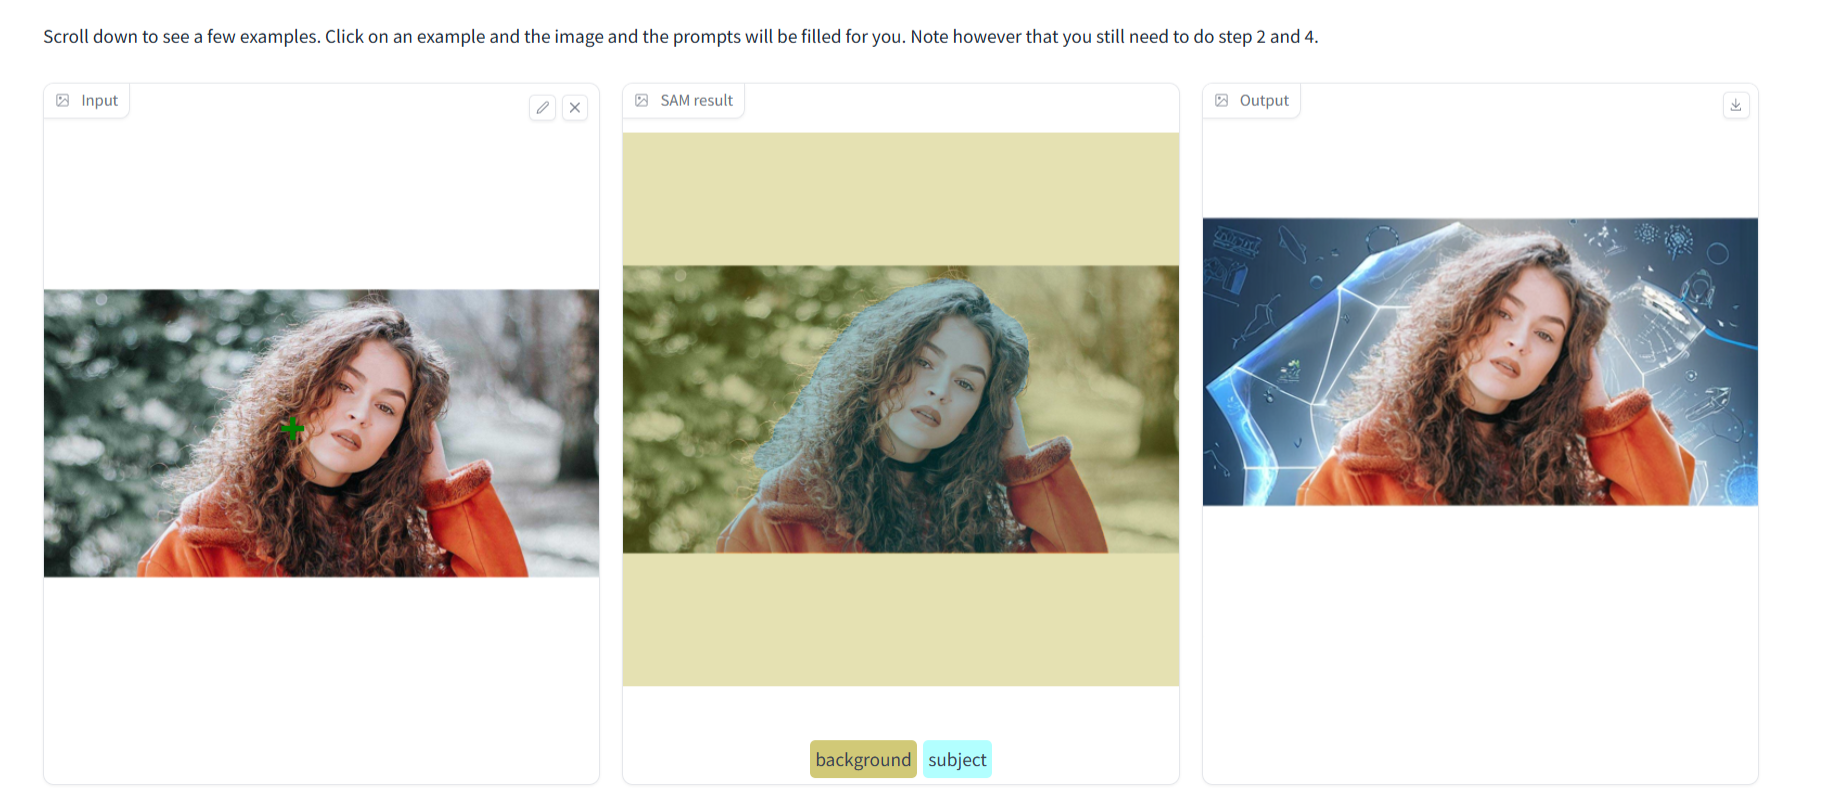 Scroll down to see a few examples. Click on an example and the image and the prompts will be filled for you. Note however that you still need to do step 2 and 4.
Input
SAM result
Output
background
subject